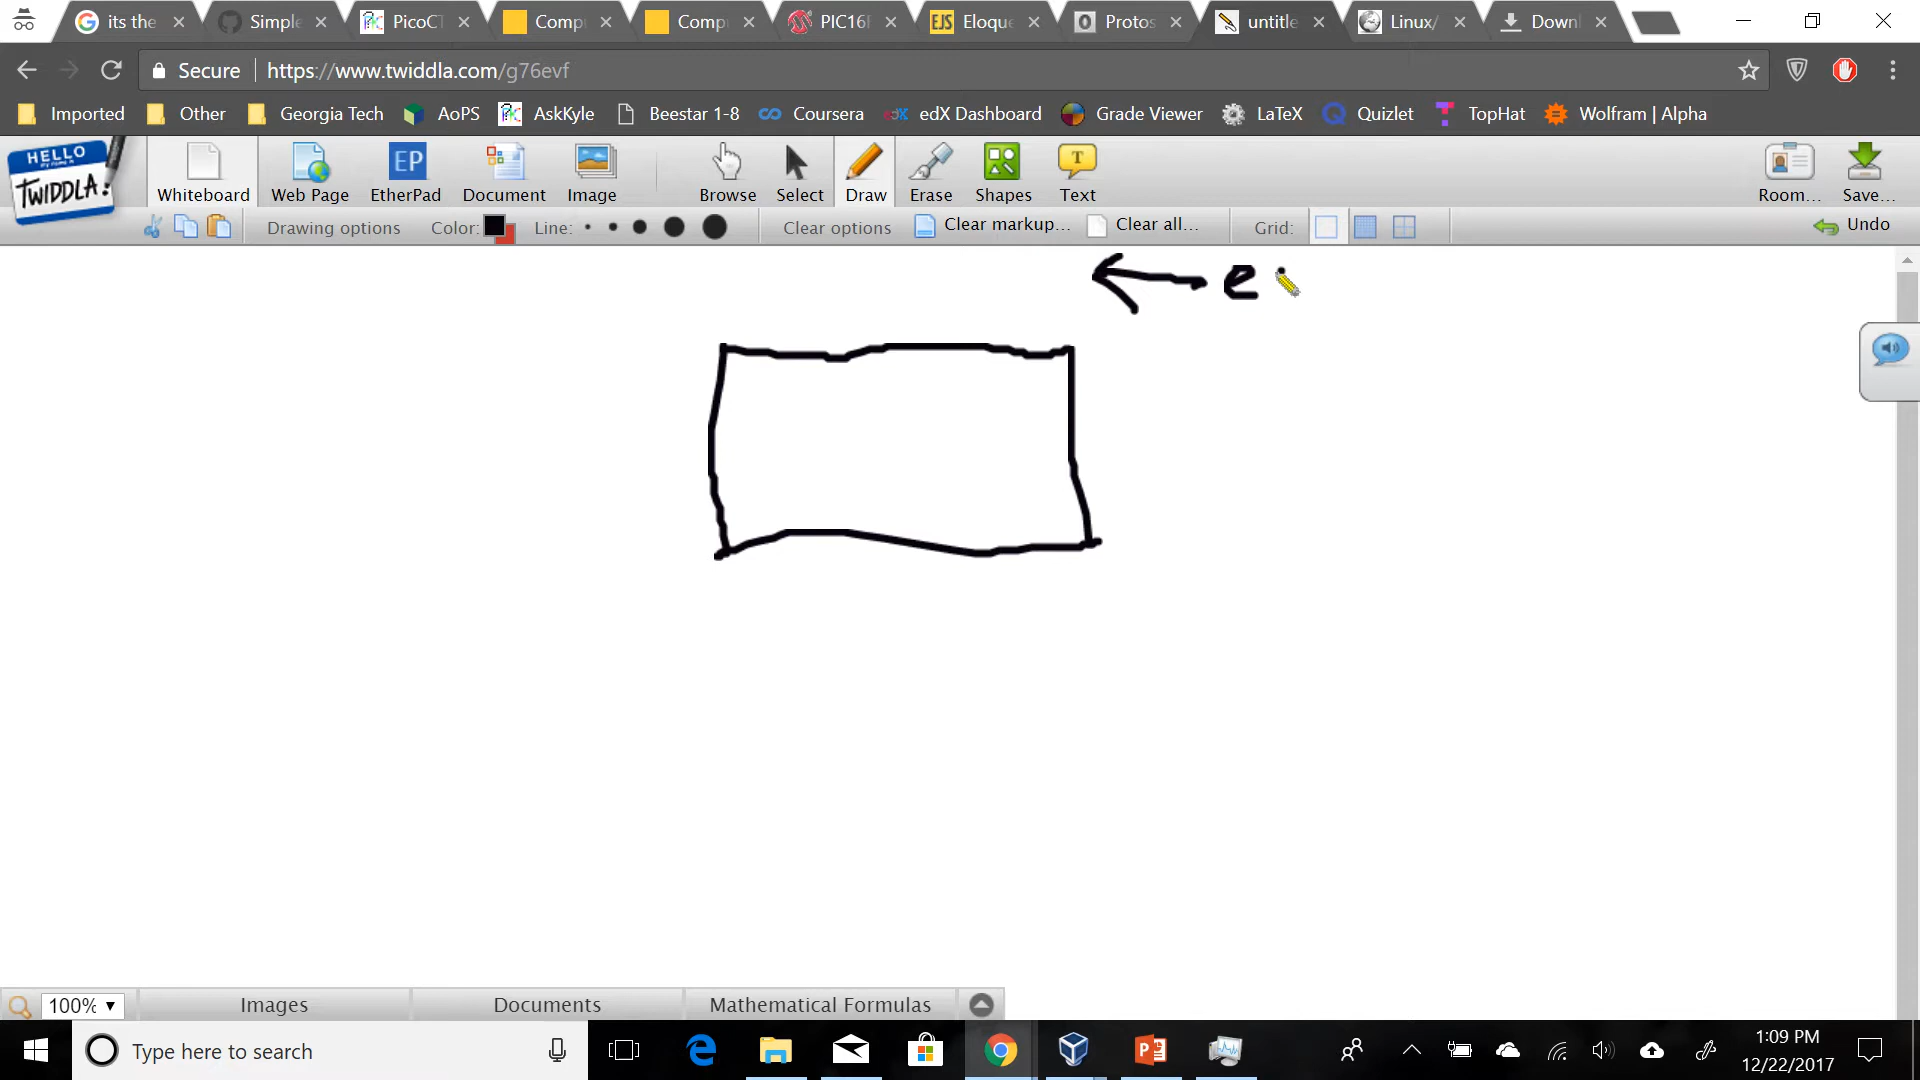 its the
Simple
PicoCT
Comp
Comp
PIC16F
Eloque
Protos
untitle
Linux/
Downl
Secure https://www.twiddla.com/g76evf
Imported Other Georgia Tech AoPS AskKyle Beestar 1-8 Coursera edX Dashboard Grade Viewer LaTeX Quizlet TopHat Wolfram | Alpha
HELLO
TWIDDLA!
Whiteboard Web Page EtherPad Document Image Browse Select Draw Erase Shapes Text Room... Save...
Drawing options Color: Line: Clear options Clear markup... Clear all... Grid: Undo
e
100% Images Documents Mathematical Formulas
Type here to search
1:09 PM
12/22/2017